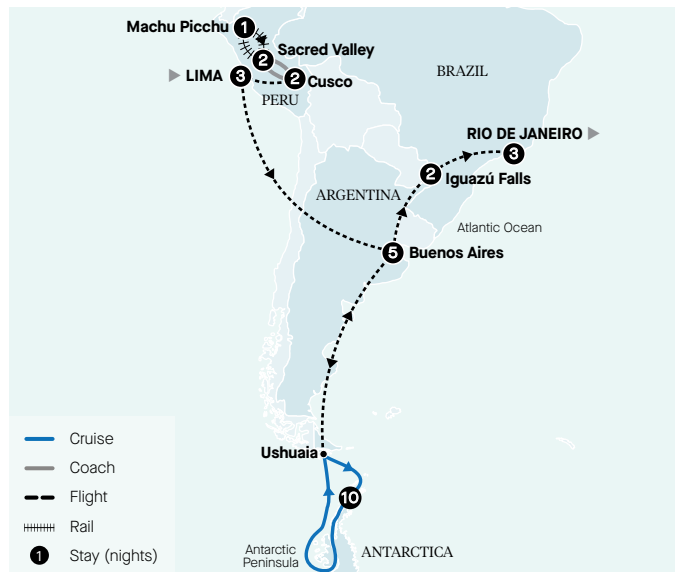 Machu Picchu
1
Sacred Valley
2
LIMA
3
2
Cusco
PERU
BRAZIL
RIO DE JANEIRO
3
2
Iguazú Falls
ARGENTINA
Atlantic Ocean
5
Buenos Aires
Ushuaia
10
Antarctic
Peninsula
ANTARCTICA
Cruise
Coach
Flight
Rail
1 Stay (nights)